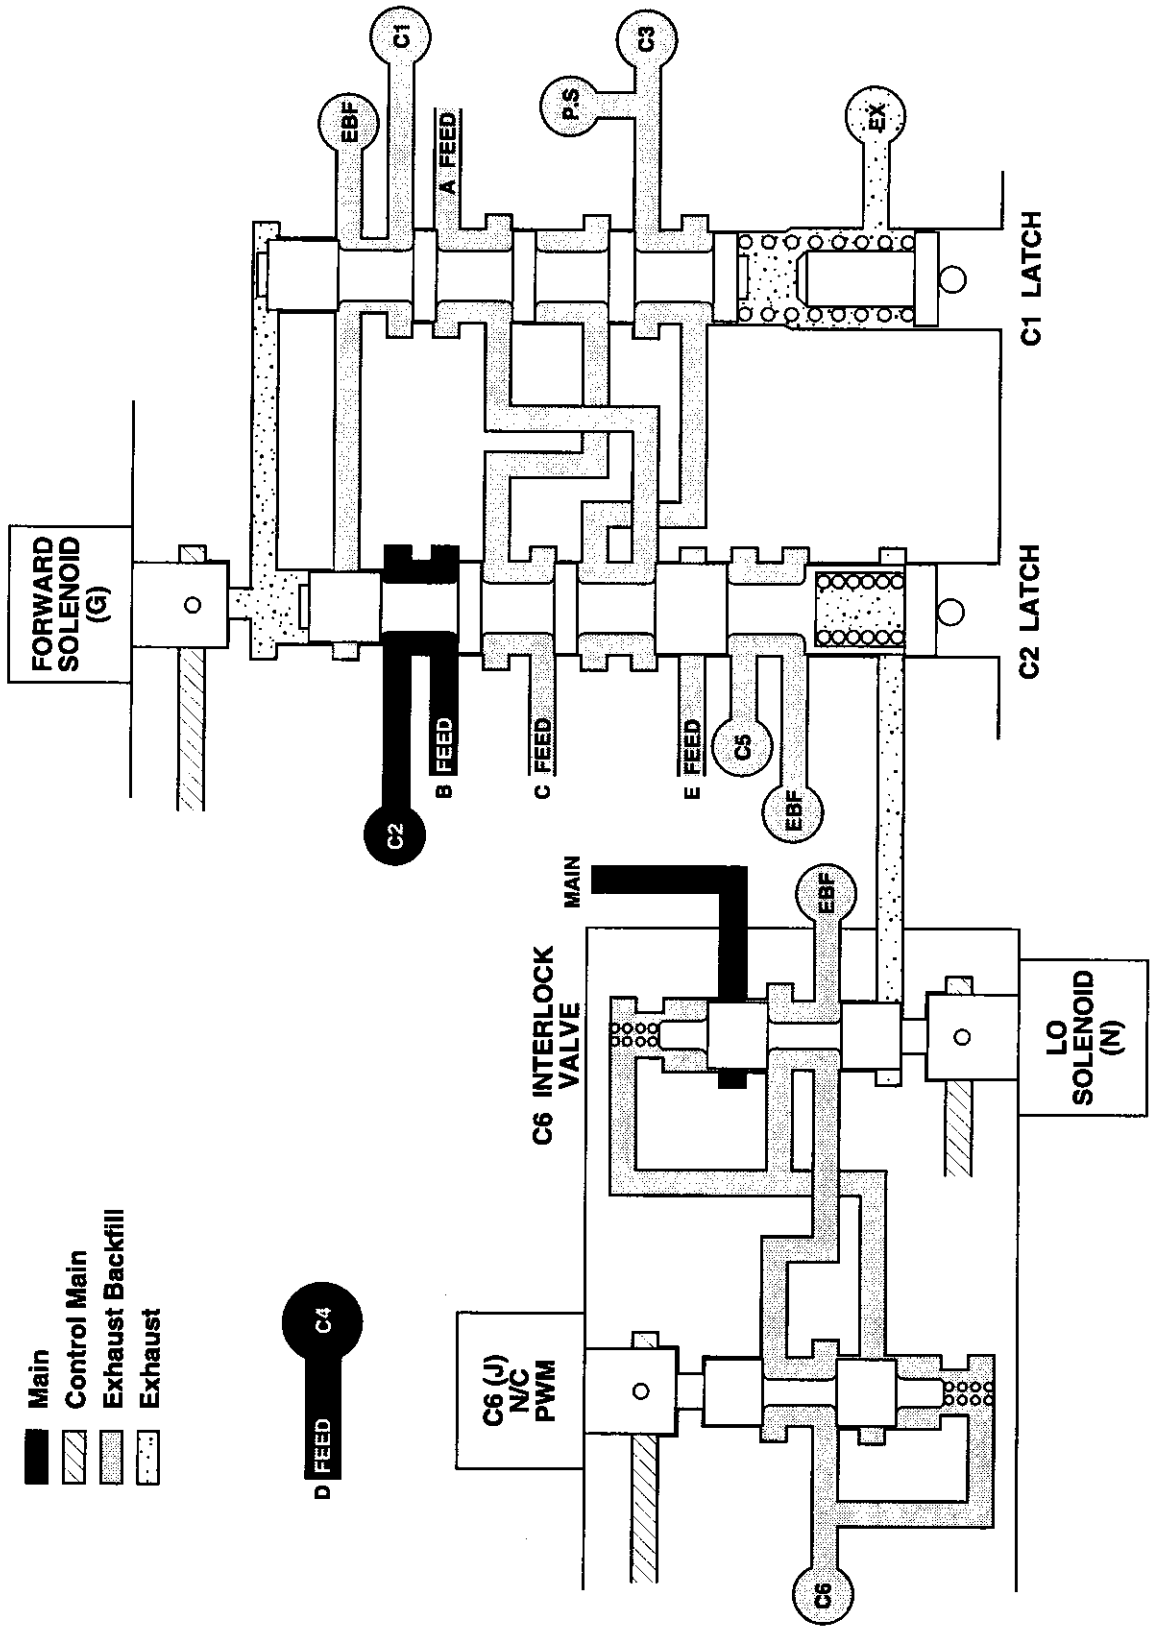 Main
Control Main
Exhaust Backfill
Exhaust
D FEED
C4
C6 (J)
N/C
PWM
C6
C6 INTERLOCK
VALVE
MAIN
EBF
LO
SOLENOID
(N)
FORWARD
SOLENOID
(G)
C2
B FEED
C FEED
E FEED
C5
EBF
C2 LATCH
EBF
C1
A FEED
P.S
C3
EX
C1 LATCH